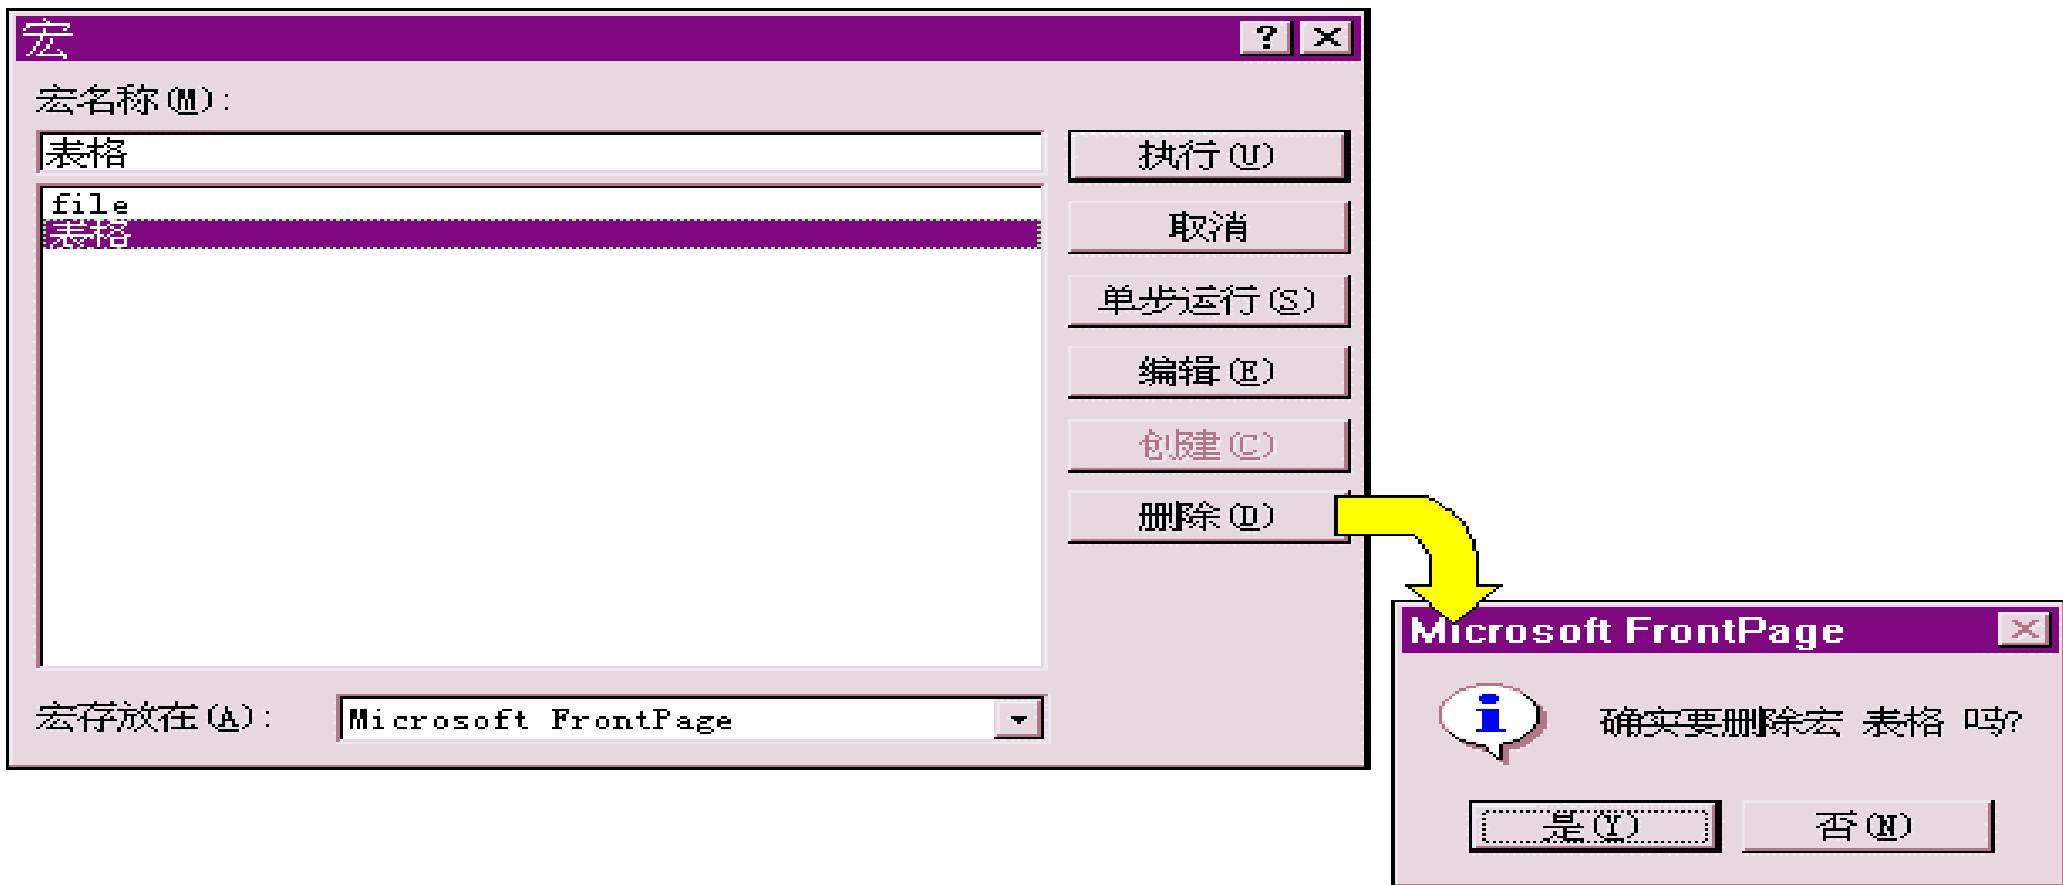 宏
宏名称(M):
表格
file
表格
执行(U)
取消
单步运行(S)
编辑(E)
创建(C)
删除(D)
宏存放在(A):
Microsoft FrontPage
Microsoft FrontPage
确实要删除宏 表格 吗?
是(Y)
否(N)